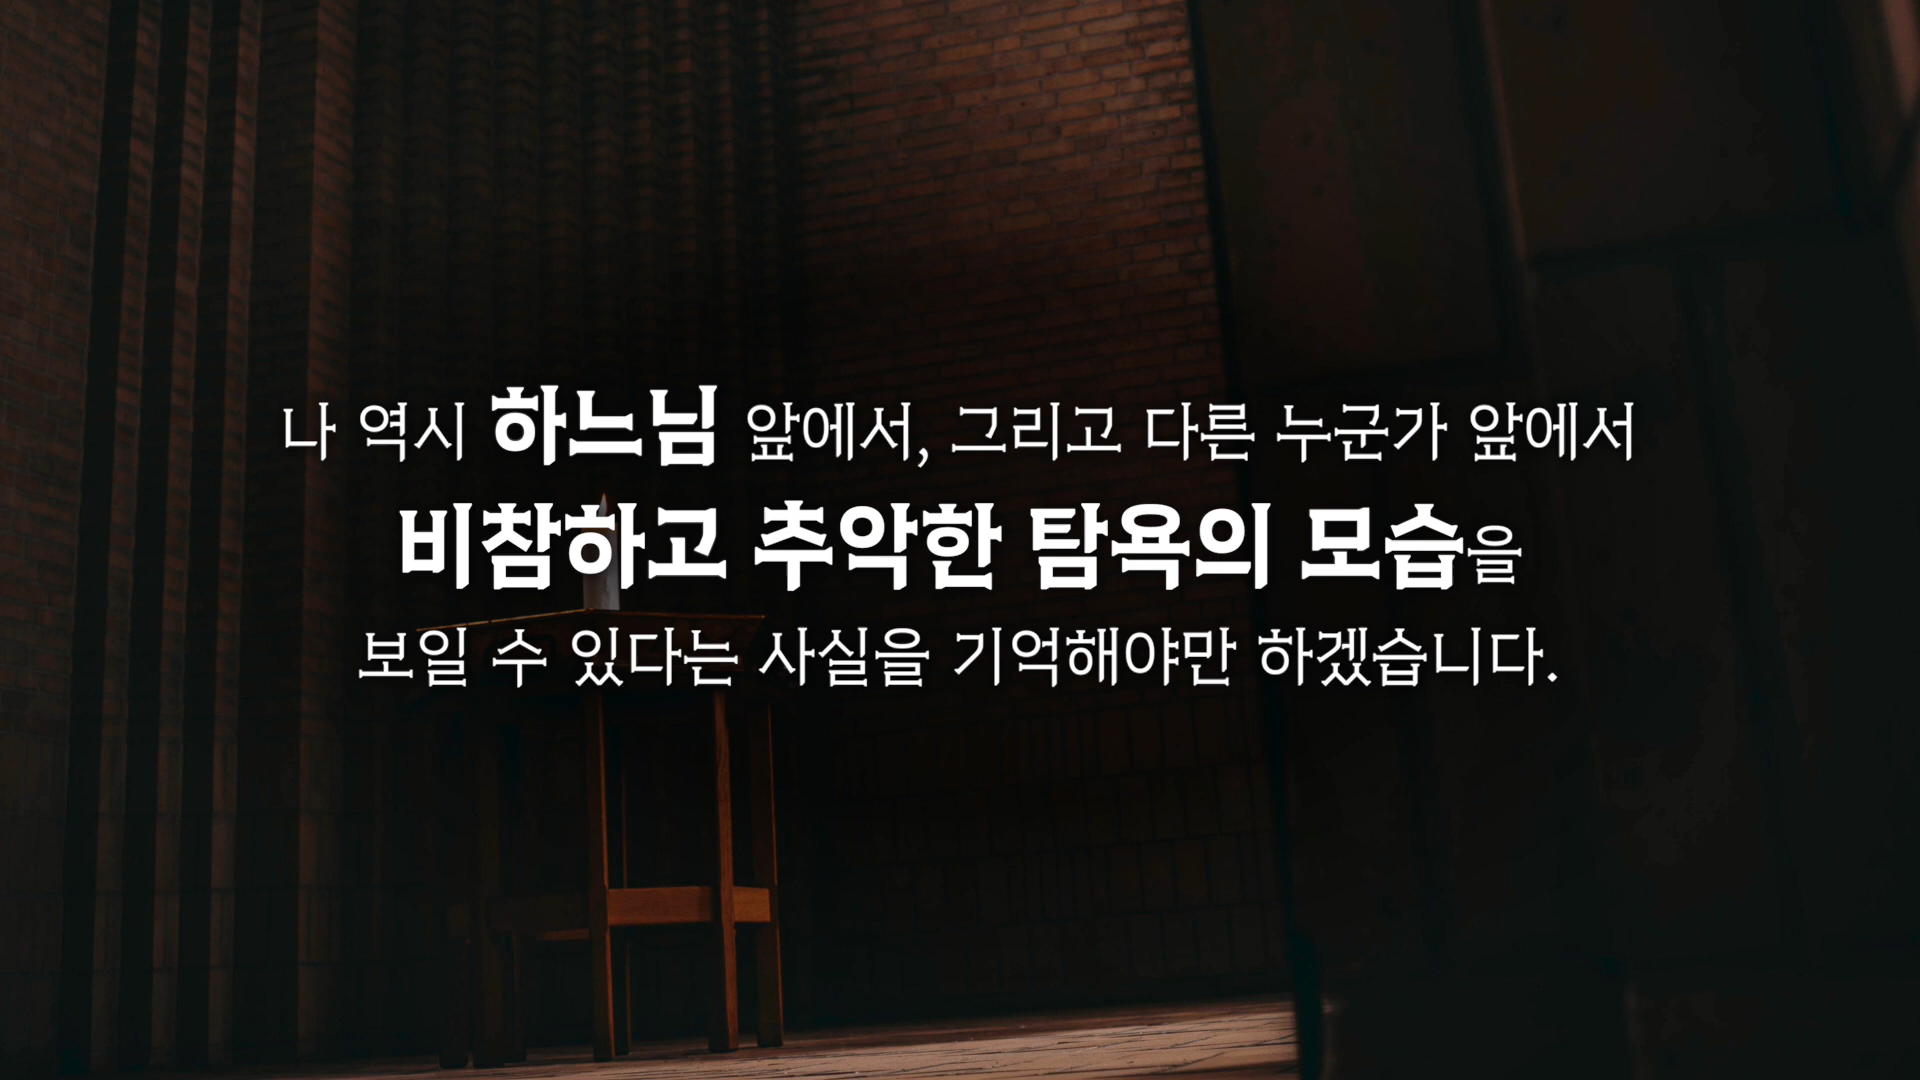 나 역시 하느님 앞에서, 그리고 다른 누군가 앞에서
비참하고 추악한 탐욕의 모습을
보일 수 있다는 사실을 기억해야만 하겠습니다.